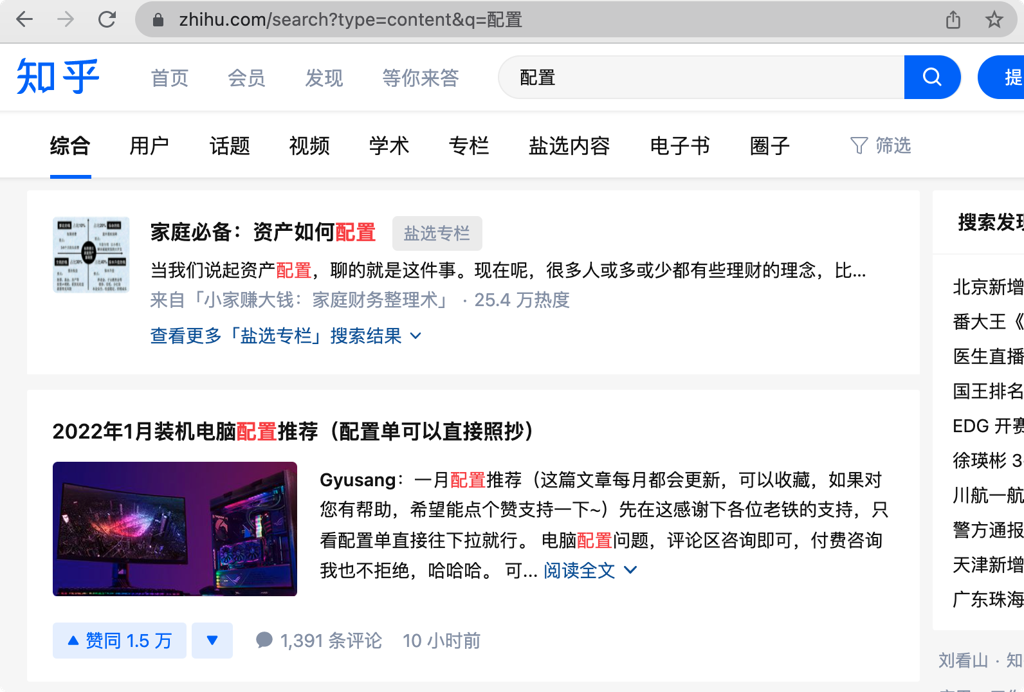 zhihu.com/search?type=content&q=配置
知乎 首页 会员 发现 等你来答 配置 提
综合 用户 话题 视频 学术 专栏 盐选内容 电子书 圈子 筛选
家庭必备：资产如何配置 盐选专栏
当我们说起资产配置，聊的就是这件事。现在呢，很多人或多或少都有些理财的理念，比...
来自「小家赚大钱：家庭财务整理术」 · 25.4 万热度
查看更多「盐选专栏」搜索结果
2022年1月装机电脑配置推荐（配置单可以直接照抄）
Gyusang：一月配置推荐（这篇文章每月都会更新，可以收藏，如果对
您有帮助，希望能点个赞支持一下~）先在这感谢下各位老铁的支持，只
看配置单直接往下拉就行。 电脑配置问题，评论区咨询即可，付费咨询
我也不拒绝，哈哈哈。 可... 阅读全文
赞同 1.5 万 1,391 条评论 10 小时前
搜索发现
北京新增
番大王《
医生直播
国王排名
EDG 开赛
徐瑛彬 3
川航一航
警方通报
天津新增
广东珠海
刘看山 · 知